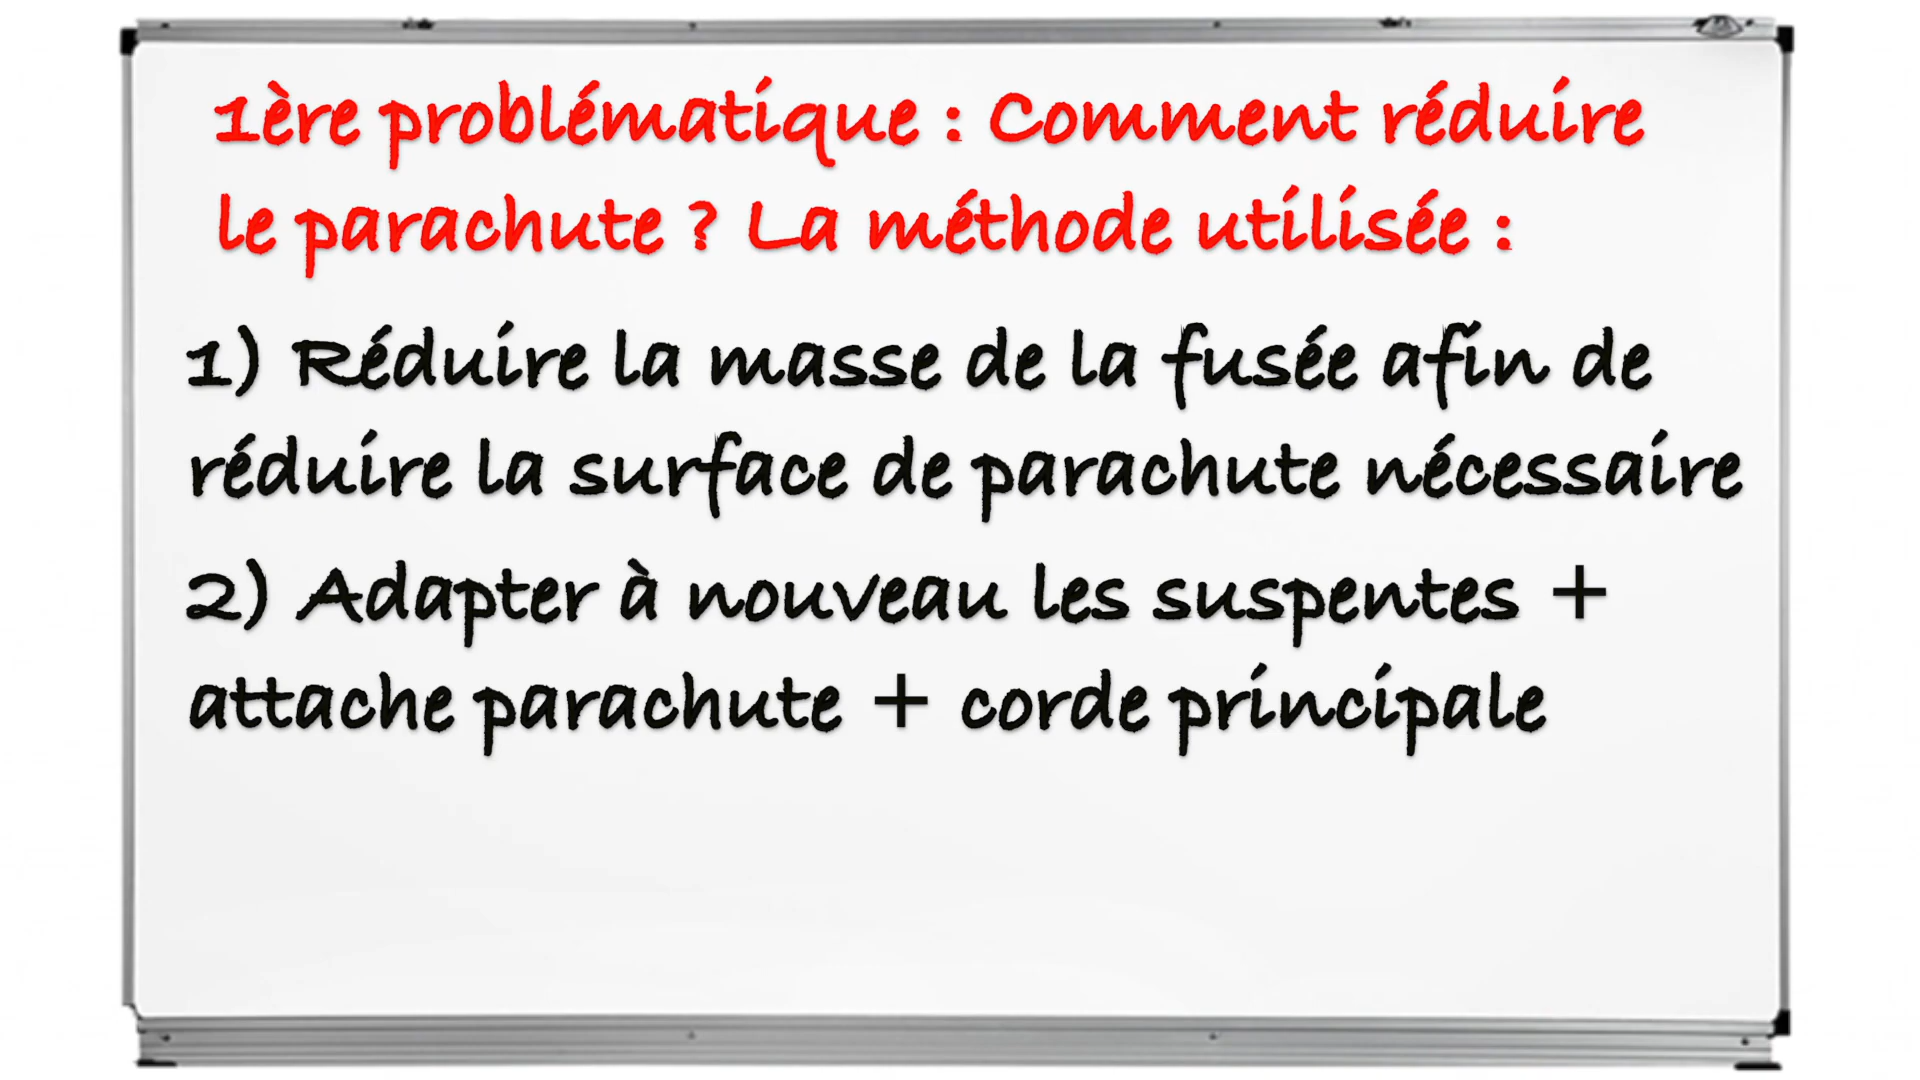 1ère problématique : Comment réduire
le parachute ? La méthode utilisée :
1) Réduire la masse de la fusée afin de
réduire la surface de parachute nécessaire
2) Adapter à nouveau les suspentes +
attache parachute + corde principale